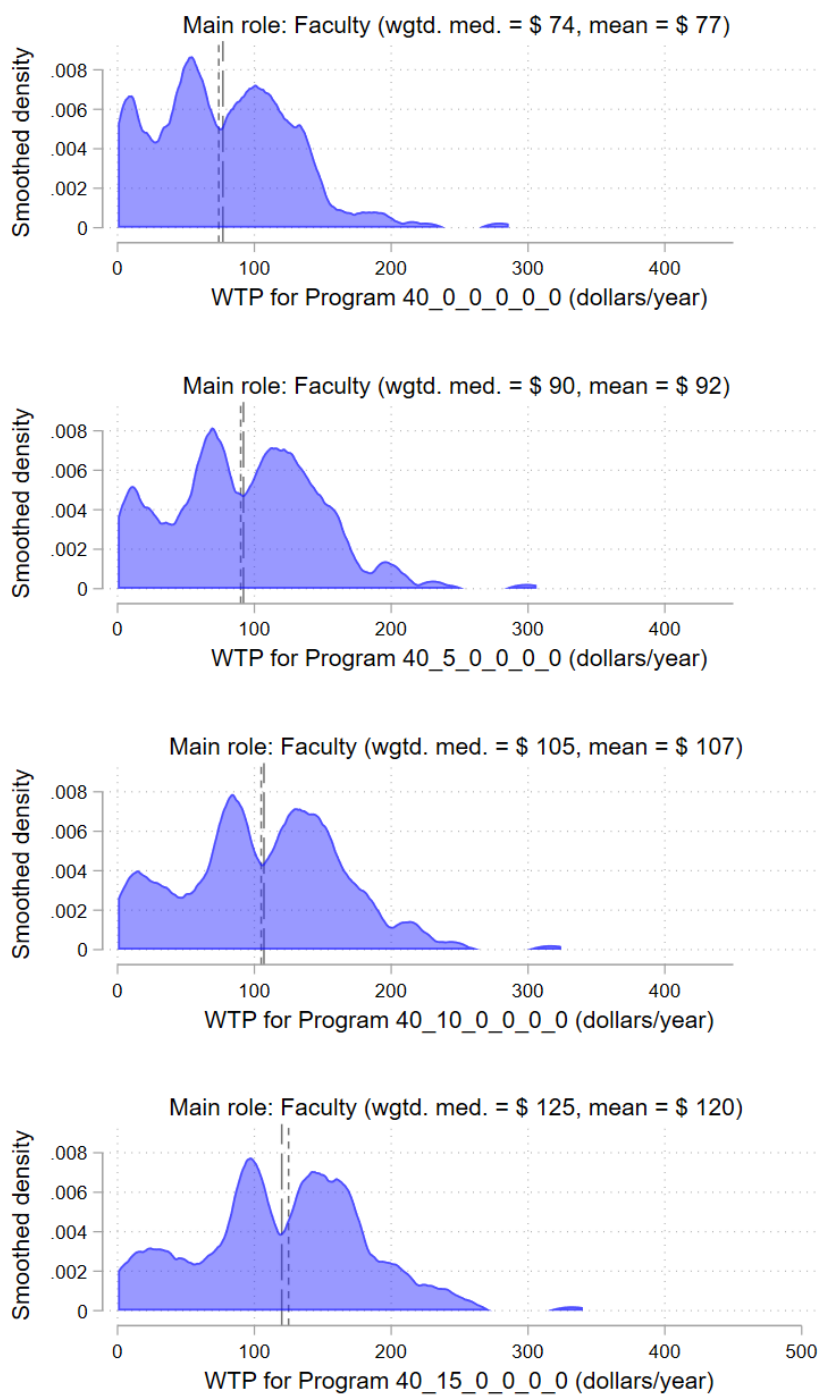 Main role: Faculty (wgtd. med. = $ 74, mean = $ 77)
Smoothed density
.008
.006
.004
.002
0
0 100 200 300 400
WTP for Program 40_0_0_0_0_0 (dollars/year)
Main role: Faculty (wgtd. med. = $ 90, mean = $ 92)
Smoothed density
.008
.006
.004
.002
0
0 100 200 300 400
WTP for Program 40_5_0_0_0_0 (dollars/year)
Main role: Faculty (wgtd. med. = $ 105, mean = $ 107)
Smoothed density
.008
.006
.004
.002
0
0 100 200 300 400
WTP for Program 40_10_0_0_0_0 (dollars/year)
Main role: Faculty (wgtd. med. = $ 125, mean = $ 120)
Smoothed density
.008
.006
.004
.002
0
0 100 200 300 400 500
WTP for Program 40_15_0_0_0_0 (dollars/year)